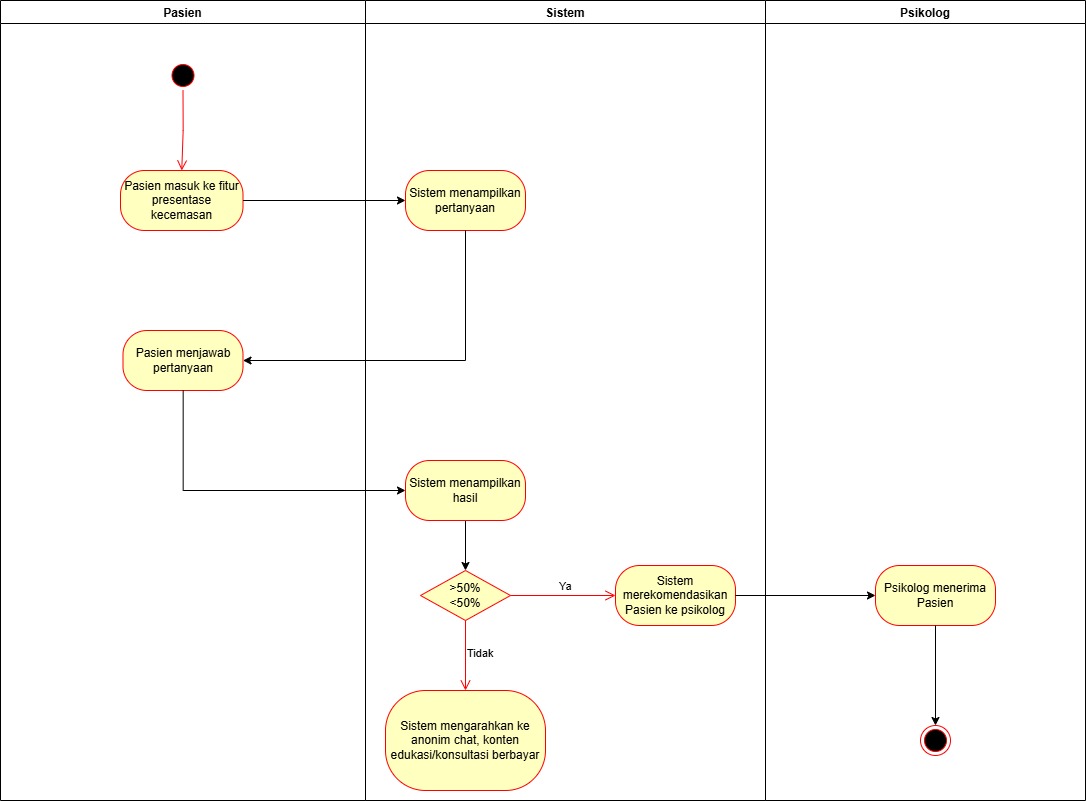 Pasien
Sistem
Psikolog
Pasien masuk ke fitur
presentase
kecemasan
Sistem menampilkan
pertanyaan
Pasien menjawab
pertanyaan
Sistem menampilkan
hasil
>50%
<50%
Ya
Sistem
merekomendasikan
Pasien ke psikolog
Psikolog menerima
Pasien
Tidak
Sistem mengarahkan ke
anonim chat, konten
edukasi/konsultasi berbayar